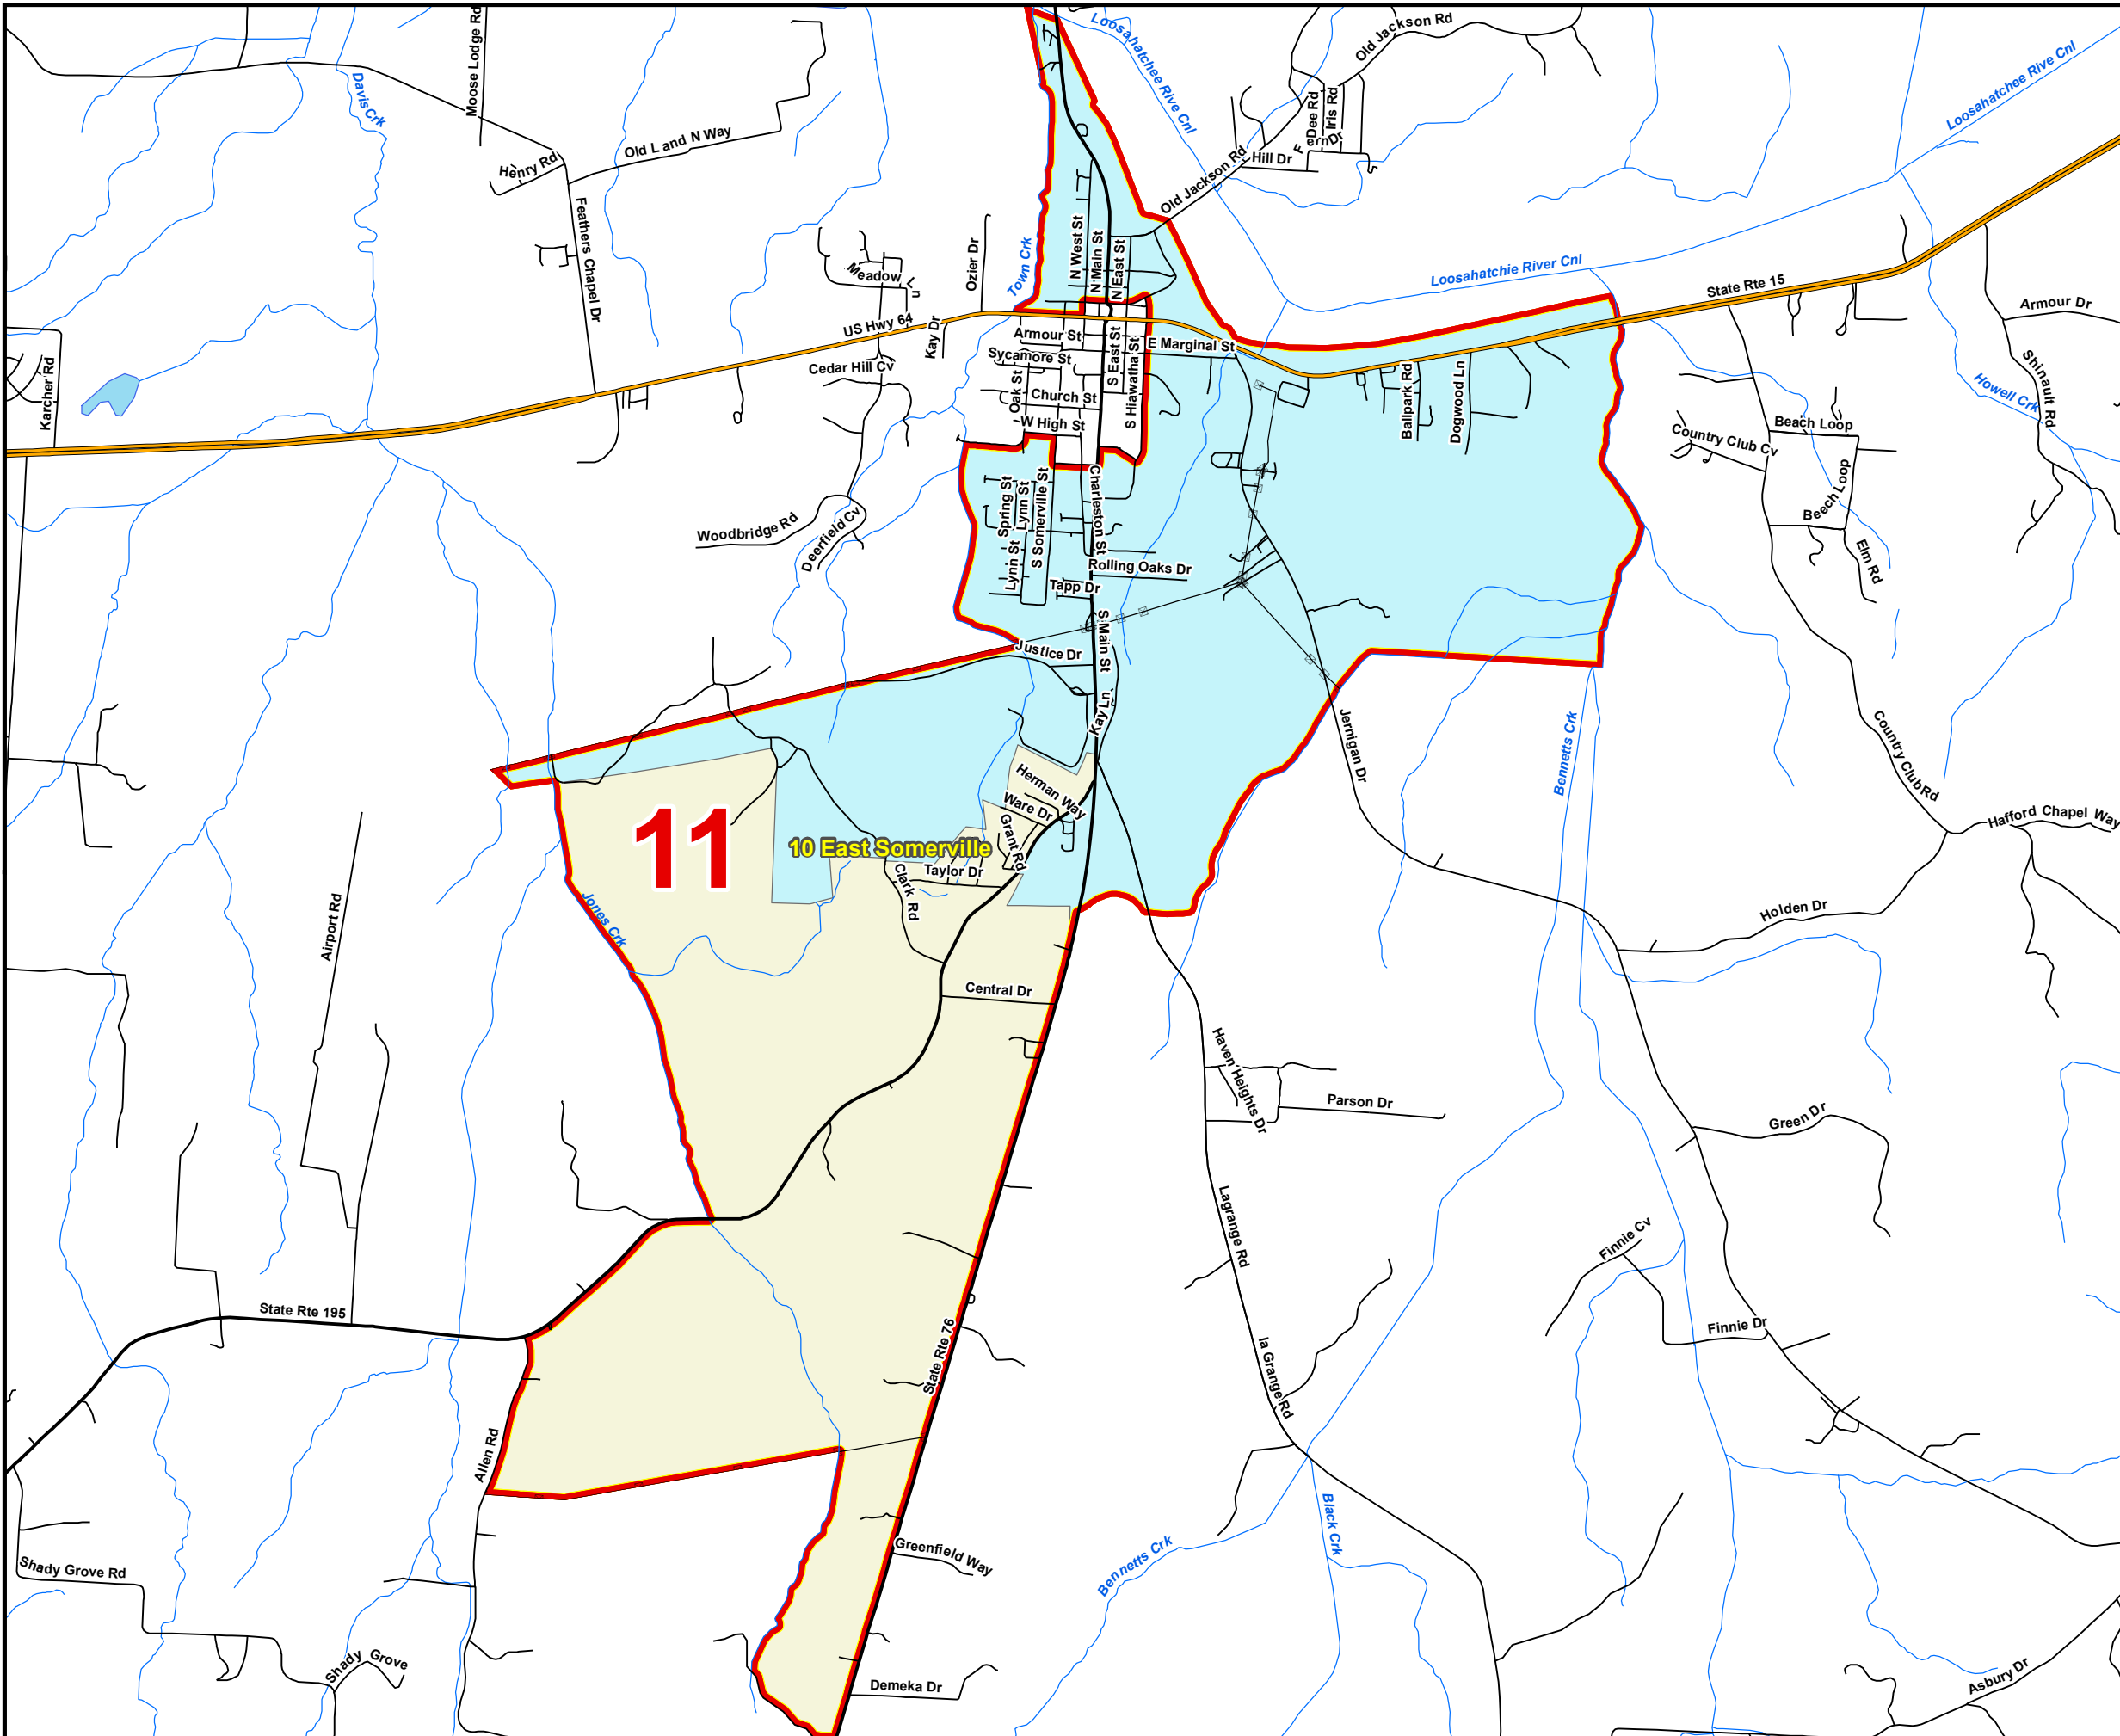 Moose Lodge Rd
Old Jackson Rd
Loosahatchee Rive Cnl
Loosahatchee Rive Cnl
Davis Crk
Dee Rd
Iris Rd
Fern Dr
Hill Dr
Old L and N Way
Henry Rd
Old Jackson Rd
Feathers Chapel Dr
Ozier Dr
Town Crk
N West St
N Main St
N East St
Meadow Ln
Loosahatchie River Cnl
State Rte 15
Armour Dr
US Hwy 64
Kay Dr
Armour St
E Marginal St
Sycamore St
S East St
S Hiawatha St
Cedar Hill Cv
Oak St
Church St
W High St
Karcher Rd
Ballpark Rd
Dogwood Ln
Shinault Rd
Howell Crk
Beach Loop
Country Club Cv
Beech Loop
Elm Rd
Charleston St
Spring St
Lynn St
S Somerville St
Woodbridge Rd
Deerfield Cv
Lynn St
Rolling Oaks Dr
Tapp Dr
S Main St
Justice Dr
Kay Ln
Jernigan Dr
Bennetts Crk
Country Club Rd
Hafford Chapel Way
Herman Way
Ware Dr
Grant Rd
11
10 East Somerville
Taylor Dr
Clark Rd
Jones Crk
Airport Rd
Holden Dr
Central Dr
Haven Heights Dr
Parson Dr
Green Dr
Lagrange Rd
Finnie Cv
State Rte 195
Finnie Dr
State Rte 76
la Grange Rd
Allen Rd
Black Crk
Greenfield Way
Bennetts Crk
Shady Grove Rd
Shady Grove
Demeka Dr
Asbury Dr